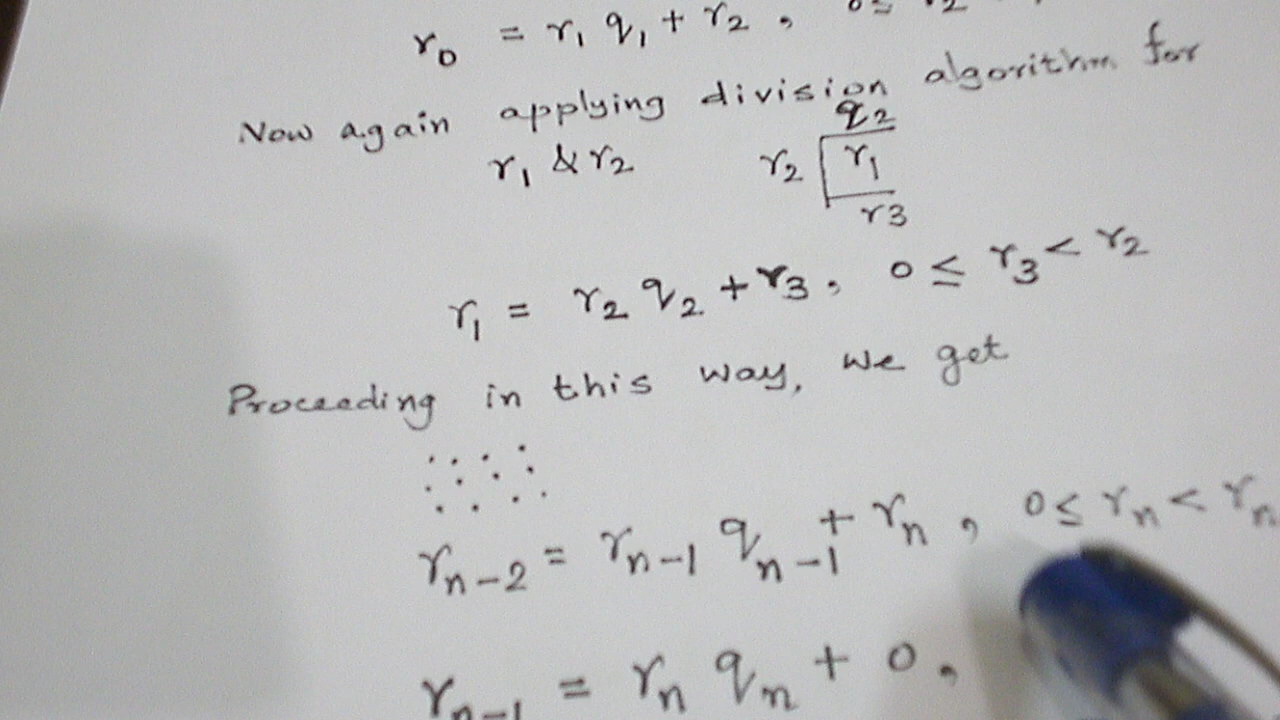 r₀ = r₁ q₁ + r₂ , 0 ≤ r₂
Now again applying division algorithm for
r₁ & r₂
q₂
r₂ r₁
r3
r₁ = r₂ q₂ + r₃ , 0 ≤ r₃ < r₂
Proceeding in this way, we get
rₙ₋₂ = rₙ₋₁ qₙ₋₁ + rₙ , 0 ≤ rₙ < rₙ
rₙ₋₁ = rₙ qₙ + 0 ,